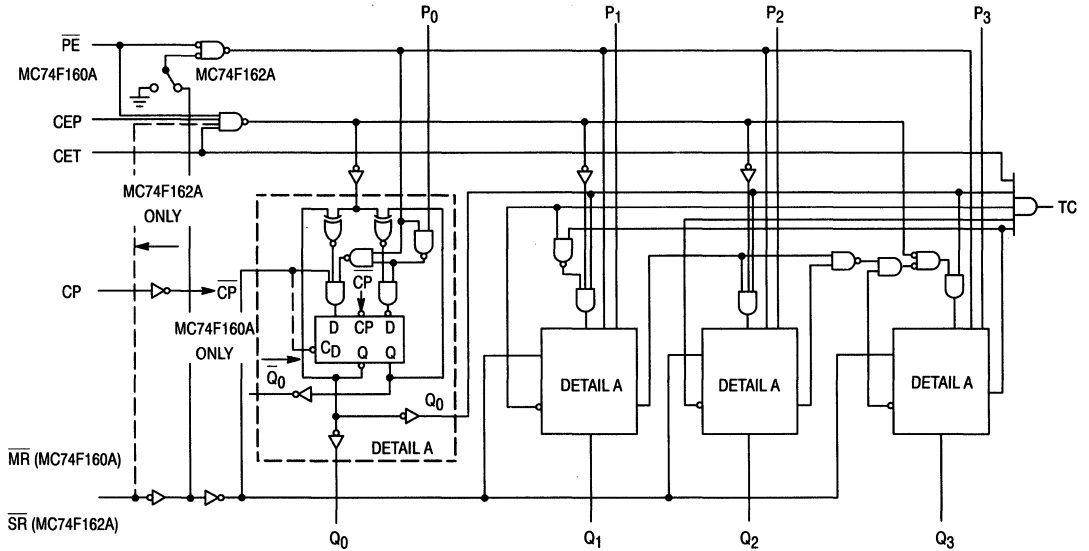 P0 P1 P2 P3
PE
MC74F160A MC74F162A
CEP
CET
MC74F162A
ONLY
TC
CP CP
CP
MC74F160A
ONLY
D CP D
CD Q Q
Q0
Q0
DETAIL A
DETAIL A
DETAIL A
DETAIL A
MR (MC74F160A)
SR (MC74F162A)
Q0 Q1 Q2 Q3